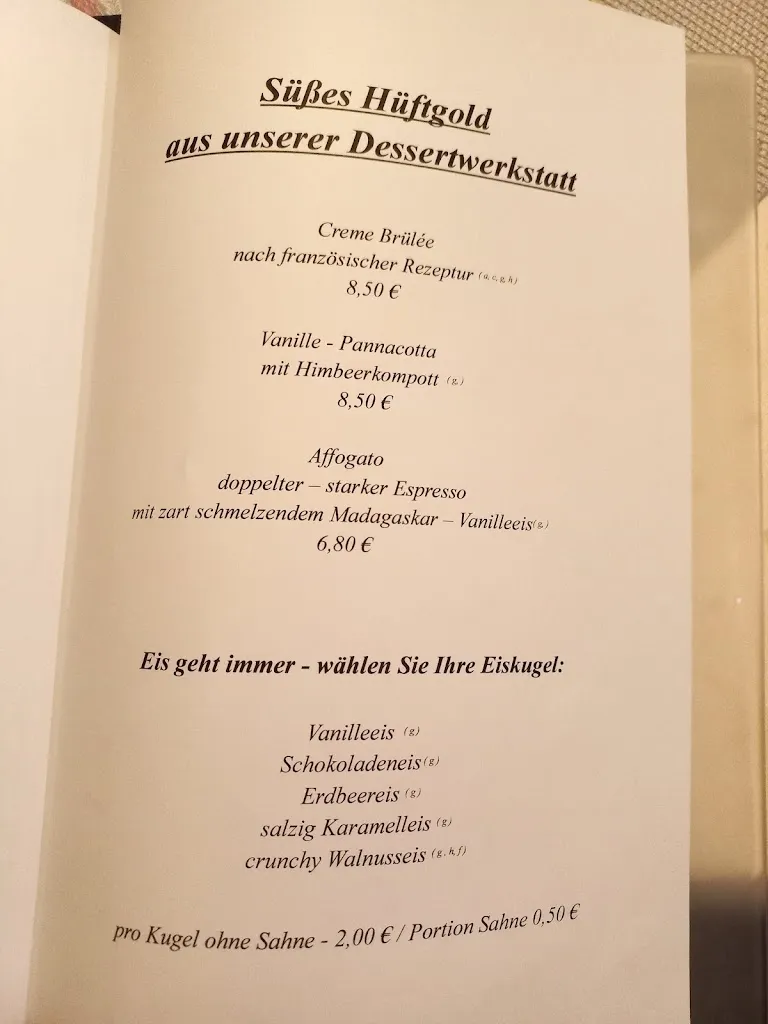 Süßes Hüftgold
aus unserer Dessertwerkstatt
Creme Brülée
nach französischer Rezeptur (a, c, g, h)
8,50 €
Vanille - Pannacotta
mit Himbeerkompott (g,)
8,50 €
Affogato
doppelter – starker Espresso
mit zart schmelzendem Madagaskar – Vanilleeis(g,)
6,80 €
Eis geht immer - wählen Sie Ihre Eiskugel:
Vanilleeis (g)
Schokoladeneis(g)
Erdbeereis (g)
salzig Karamelleis (g)
crunchy Walnusseis (g, h,f)
pro Kugel ohne Sahne - 2,00 € / Portion Sahne 0,50 €